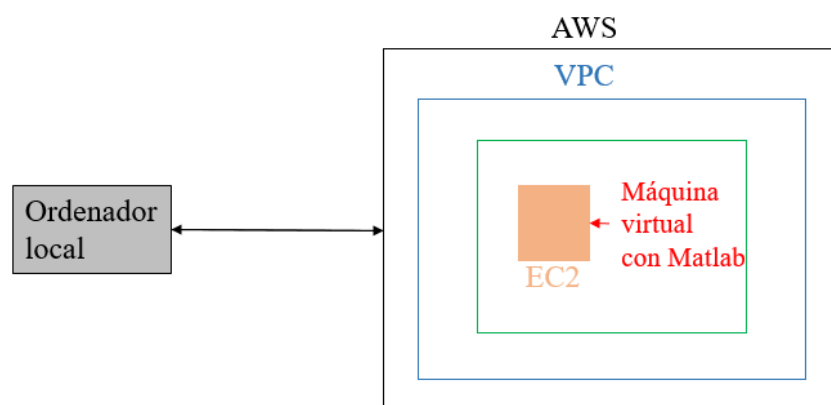 AWS
VPC
Ordenador
local
Máquina
virtual
con Matlab
EC2